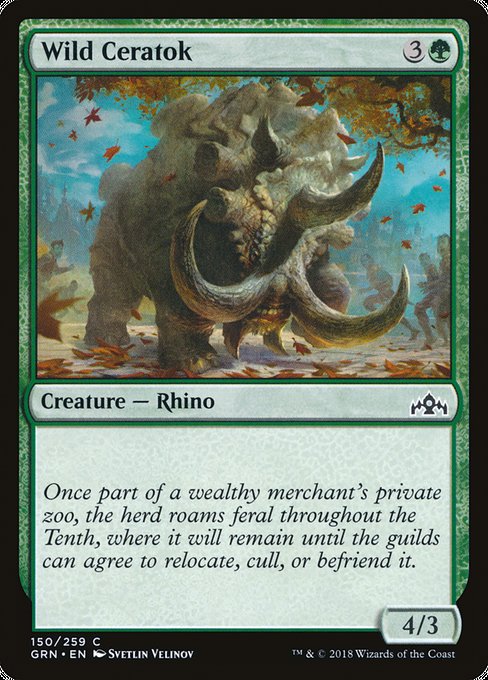 Wild Ceratok 3
Creature — Rhino
Once part of a wealthy merchant's private
zoo, the herd roams feral throughout the
Tenth, where it will remain until the guilds
can agree to relocate, cull, or befriend it.
4/3
150/259 C
GRN • EN Svetlin Velinov
™ & © 2018 Wizards of the Coast